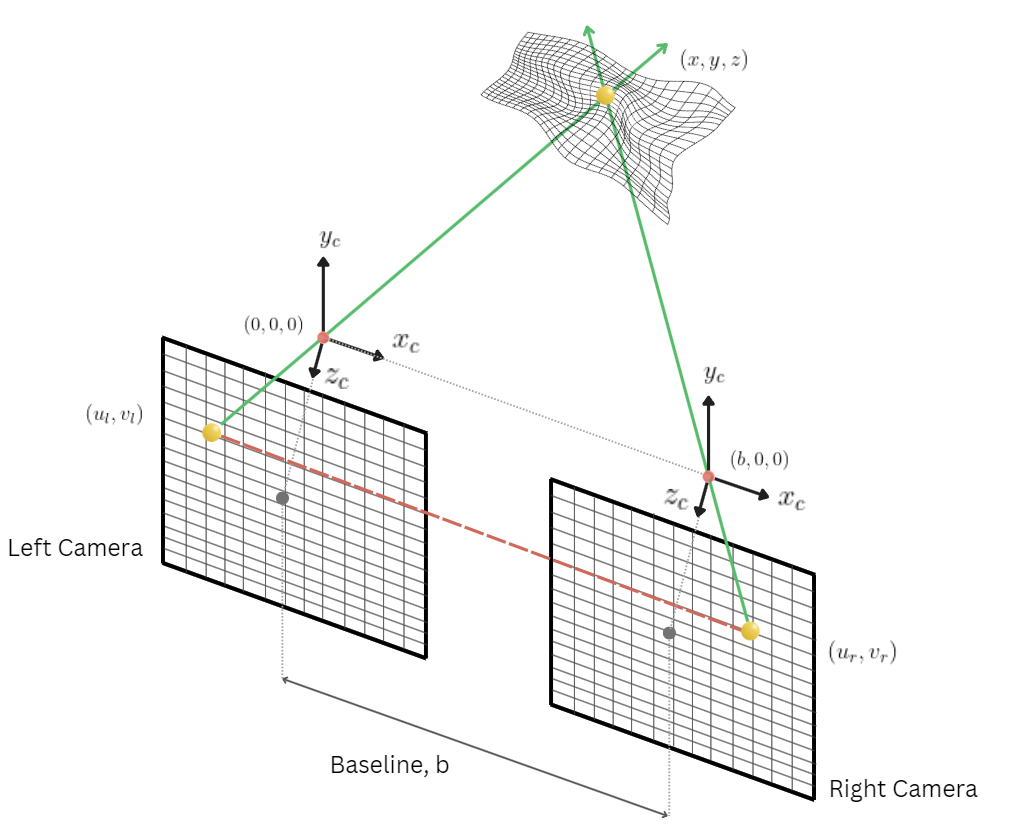 (x, y, z)
y_c
(0, 0, 0)
x_c
z_c
y_c
(u_l, v_l)
(b, 0, 0)
z_c
x_c
Left Camera
(u_r, v_r)
Baseline, b
Right Camera